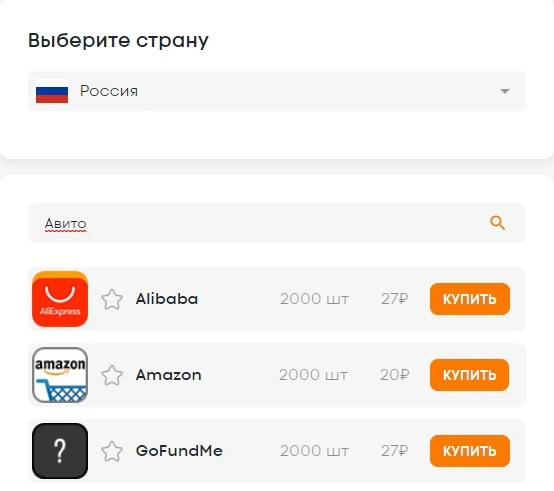 Выберите страну
Россия
Авито
AliExpress
Alibaba 2000 шт 27₽ КУПИТЬ
amazon
Amazon 2000 шт 20₽ КУПИТЬ
?
GoFundMe 2000 шт 27₽ КУПИТЬ